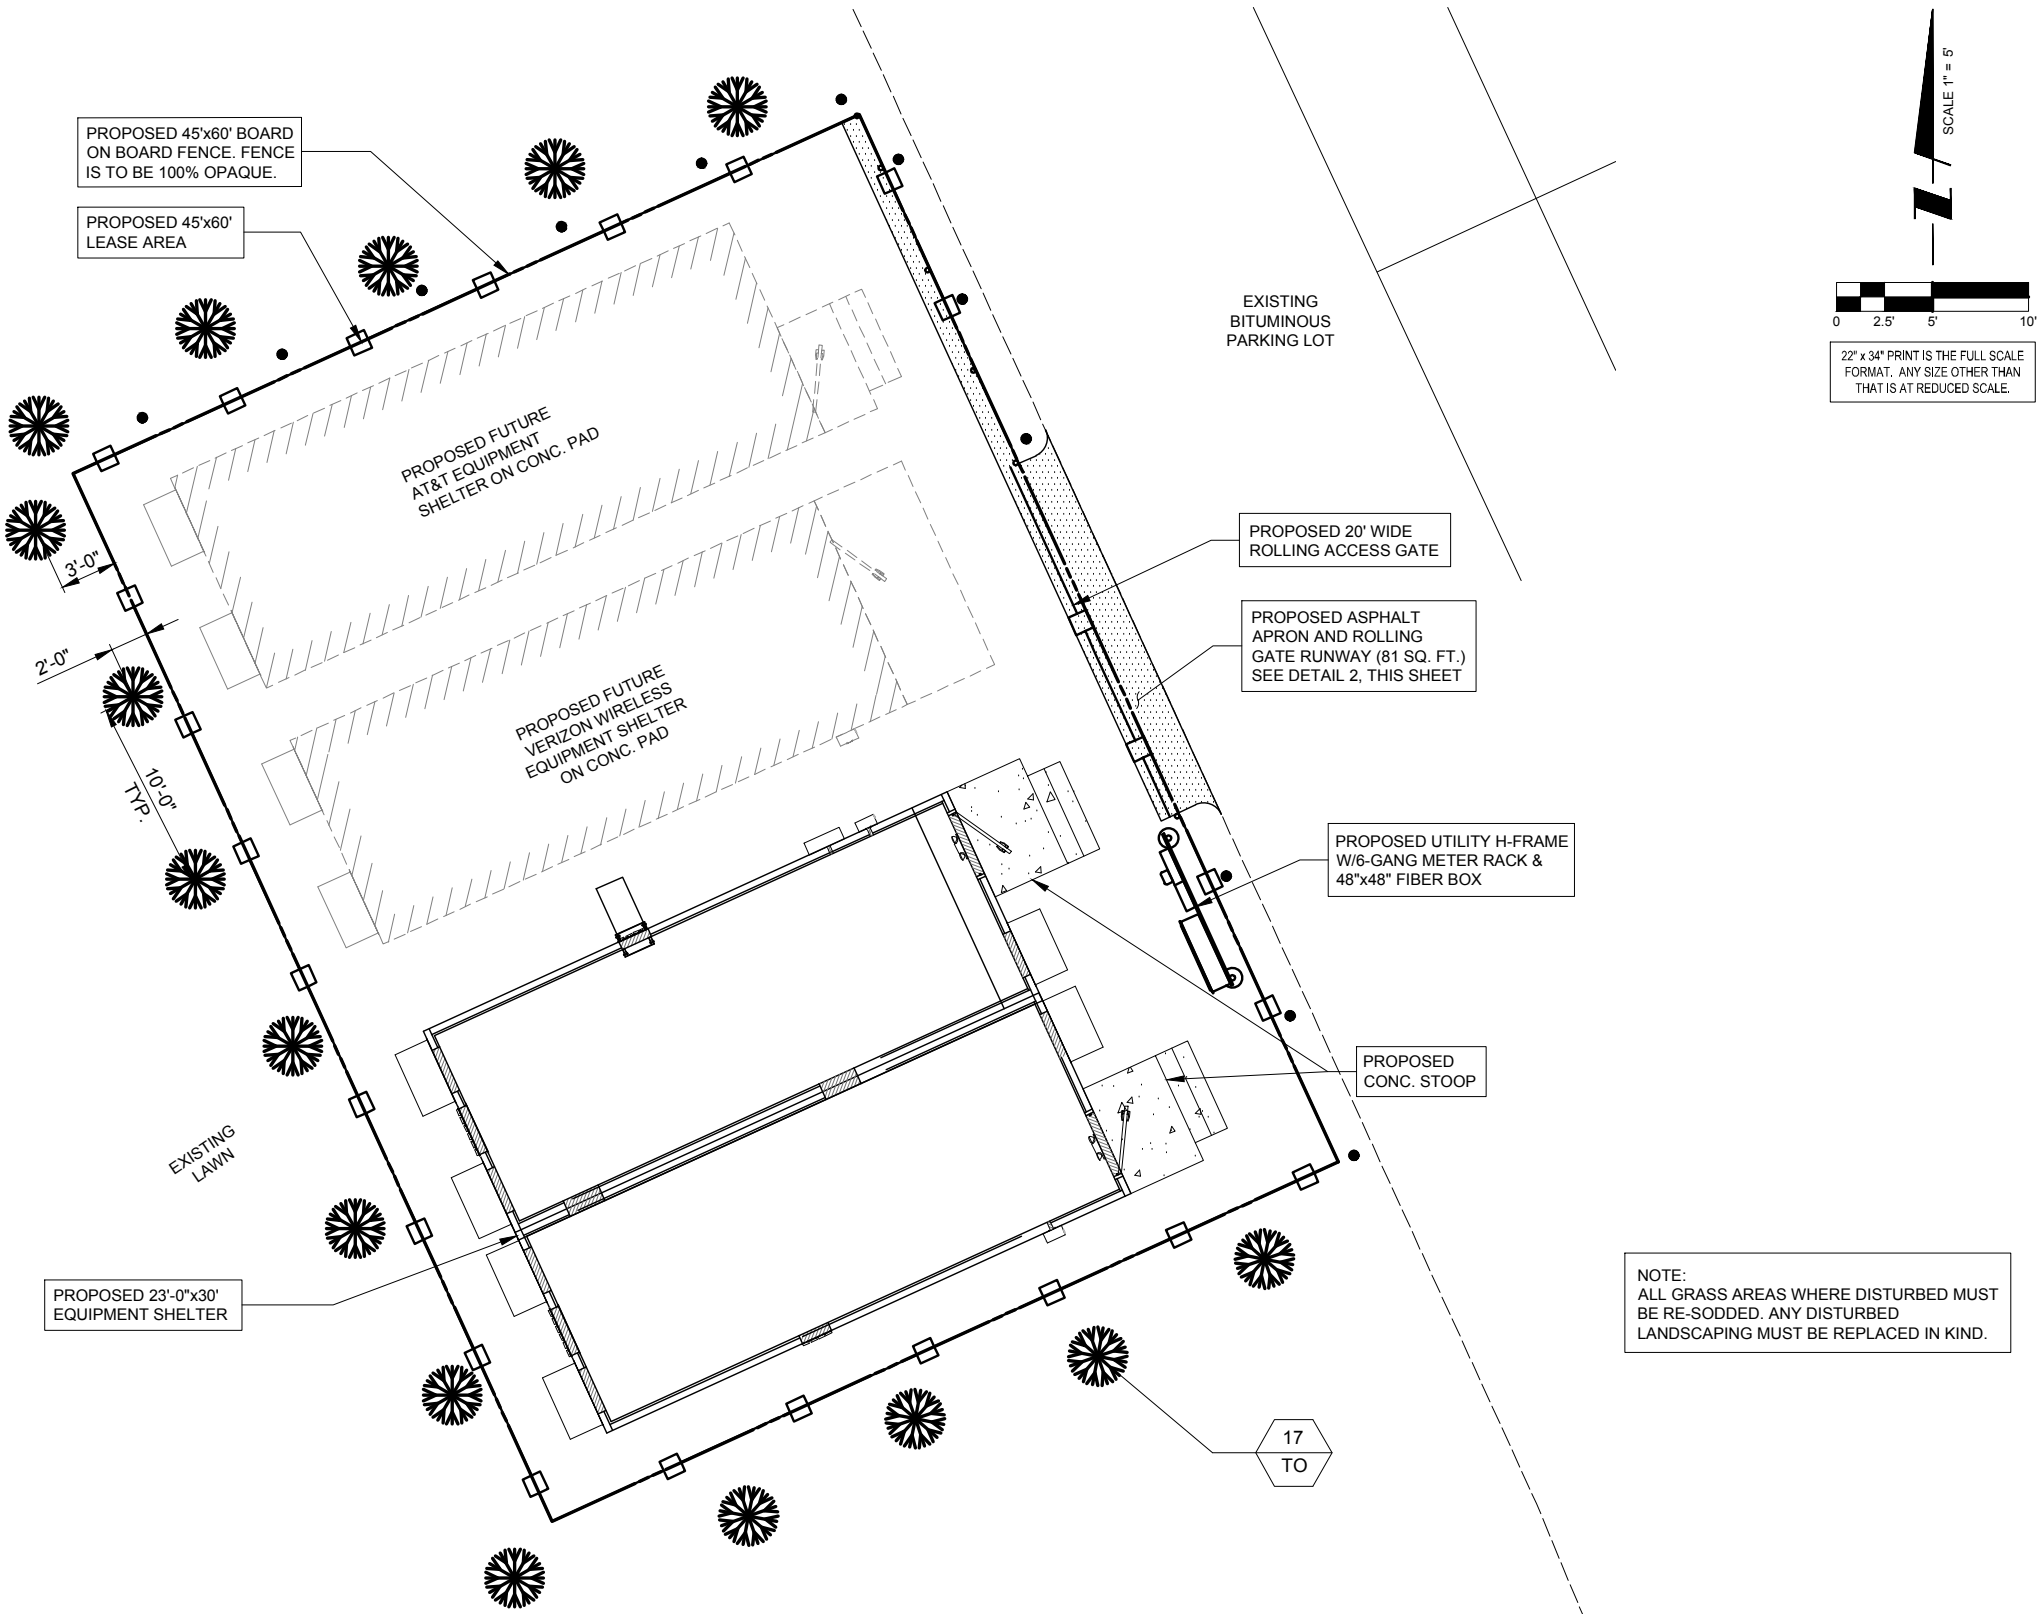 PROPOSED 45'x60' BOARD
ON BOARD FENCE. FENCE
IS TO BE 100% OPAQUE.
PROPOSED 45'x60'
LEASE AREA
SCALE 1" = 5'
N
0 2.5' 5' 10'
22" x 34" PRINT IS THE FULL SCALE
FORMAT. ANY SIZE OTHER THAN
THAT IS AT REDUCED SCALE.
EXISTING
BITUMINOUS
PARKING LOT
PROPOSED FUTURE
AT&T EQUIPMENT
SHELTER ON CONC. PAD
3'-0"
2'-0"
10'-0"
TYP.
PROPOSED 20' WIDE
ROLLING ACCESS GATE
PROPOSED ASPHALT
APRON AND ROLLING
GATE RUNWAY (81 SQ. FT.)
SEE DETAIL 2, THIS SHEET
PROPOSED FUTURE
VERIZON WIRELESS
EQUIPMENT SHELTER
ON CONC. PAD
PROPOSED UTILITY H-FRAME
W/6-GANG METER RACK &
48"x48" FIBER BOX
PROPOSED
CONC. STOOP
EXISTING
LAWN
PROPOSED 23'-0"x30'
EQUIPMENT SHELTER
NOTE:
ALL GRASS AREAS WHERE DISTURBED MUST
BE RE-SODDED. ANY DISTURBED
LANDSCAPING MUST BE REPLACED IN KIND.
17
TO